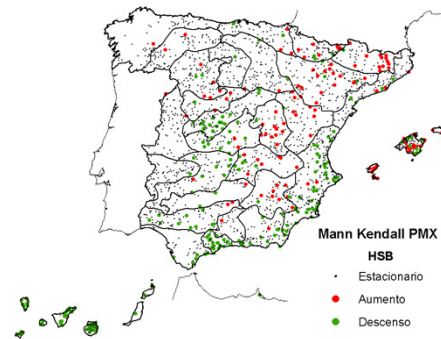 Mann Kendall PMX
HSB
Estacionario
Aumento
Descenso